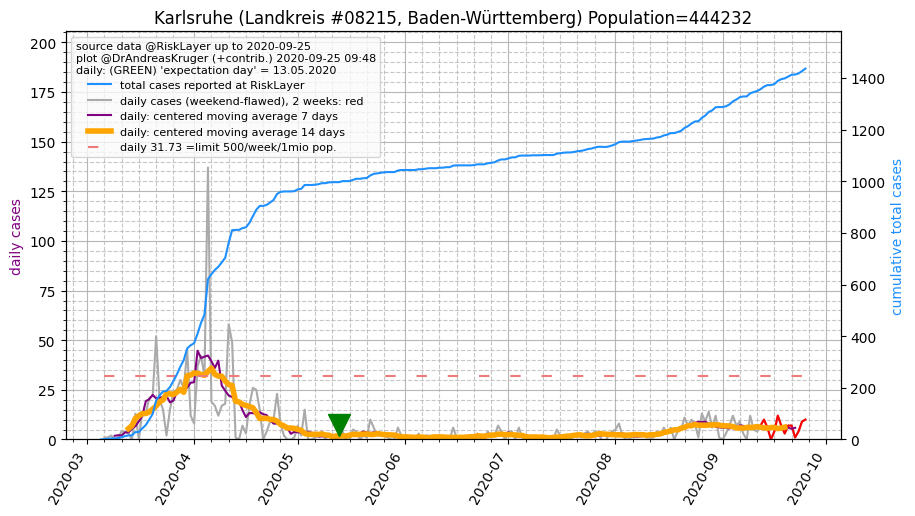 Karlsruhe (Landkreis #08215, Baden-Württemberg) Population=444232
source data @RiskLayer up to 2020-09-25
plot @DrAndreasKruger (+contrib.) 2020-09-25 09:48
daily: (GREEN) 'expectation day' = 13.05.2020
total cases reported at RiskLayer
daily cases (weekend-flawed), 2 weeks: red
daily: centered moving average 7 days
daily: centered moving average 14 days
daily 31.73 =limit 500/week/1mio pop.
daily cases
200
175
150
125
100
75
50
25
0
cumulative total cases
1400
1200
1000
800
600
400
200
0
2020-03
2020-04
2020-05
2020-06
2020-07
2020-08
2020-09
2020-10